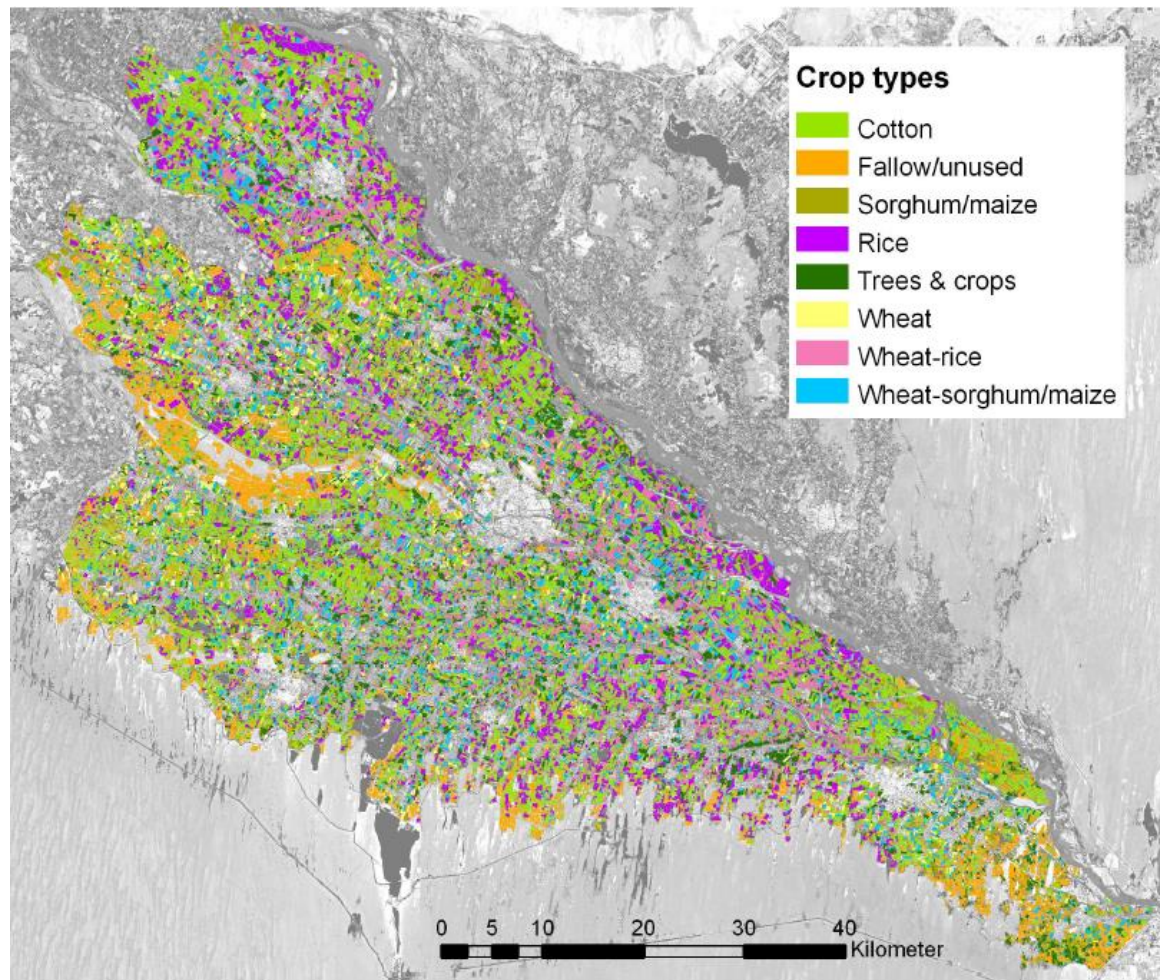 Crop types
Cotton
Fallow/unused
Sorghum/maize
Rice
Trees & crops
Wheat
Wheat-rice
Wheat-sorghum/maize
0 5 10 20 30 40
Kilometer